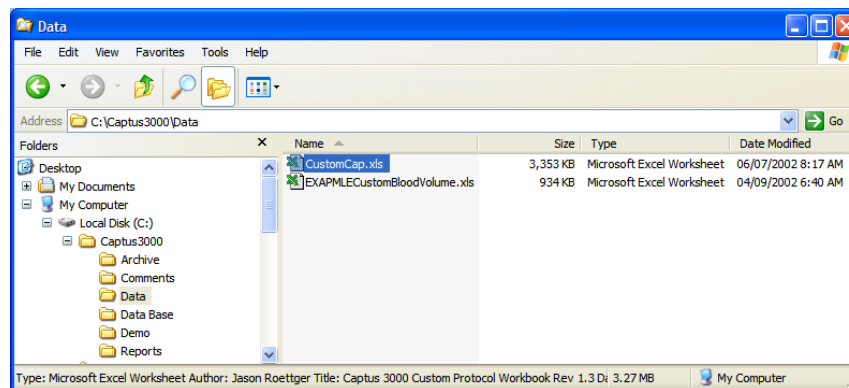 Data
File Edit View Favorites Tools Help
Address C:\Captus3000\Data Go
Folders × Name Size Type Date Modified
Desktop
My Documents
My Computer
Local Disk (C:)
Captus3000
Archive
Comments
Data
Data Base
Demo
Reports
CustomCap.xls 3,353 KB Microsoft Excel Worksheet 06/07/2002 8:17 AM
EXAPMLECustomBloodVolume.xls 934 KB Microsoft Excel Worksheet 04/09/2002 6:40 AM
Type: Microsoft Excel Worksheet Author: Jason Roettger Title: Captus 3000 Custom Protocol Workbook Rev 1.3 Da 3.27 MB My Computer